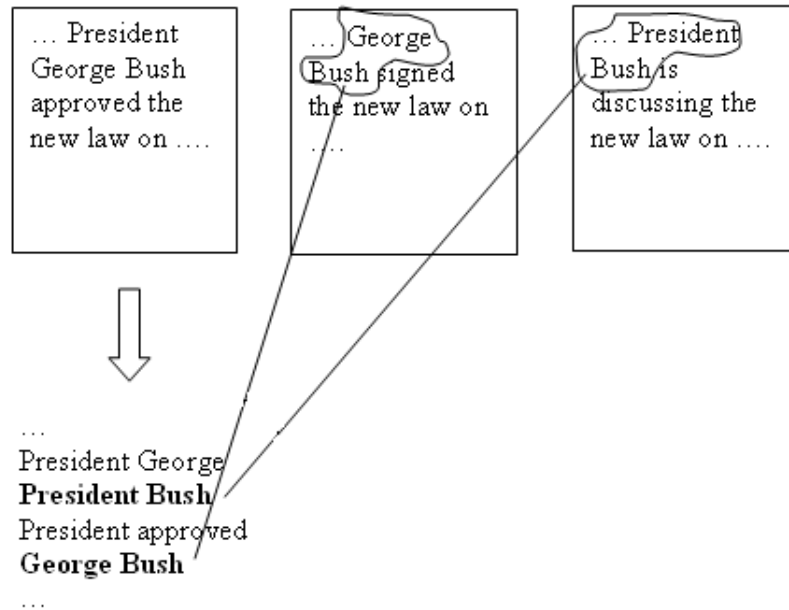 ... President
George Bush
approved the
new law on ....
... George
Bush signed
the new law on
....
... President
Bush is
discussing the
new law on ....
...
President George
President Bush
President approved
George Bush
...